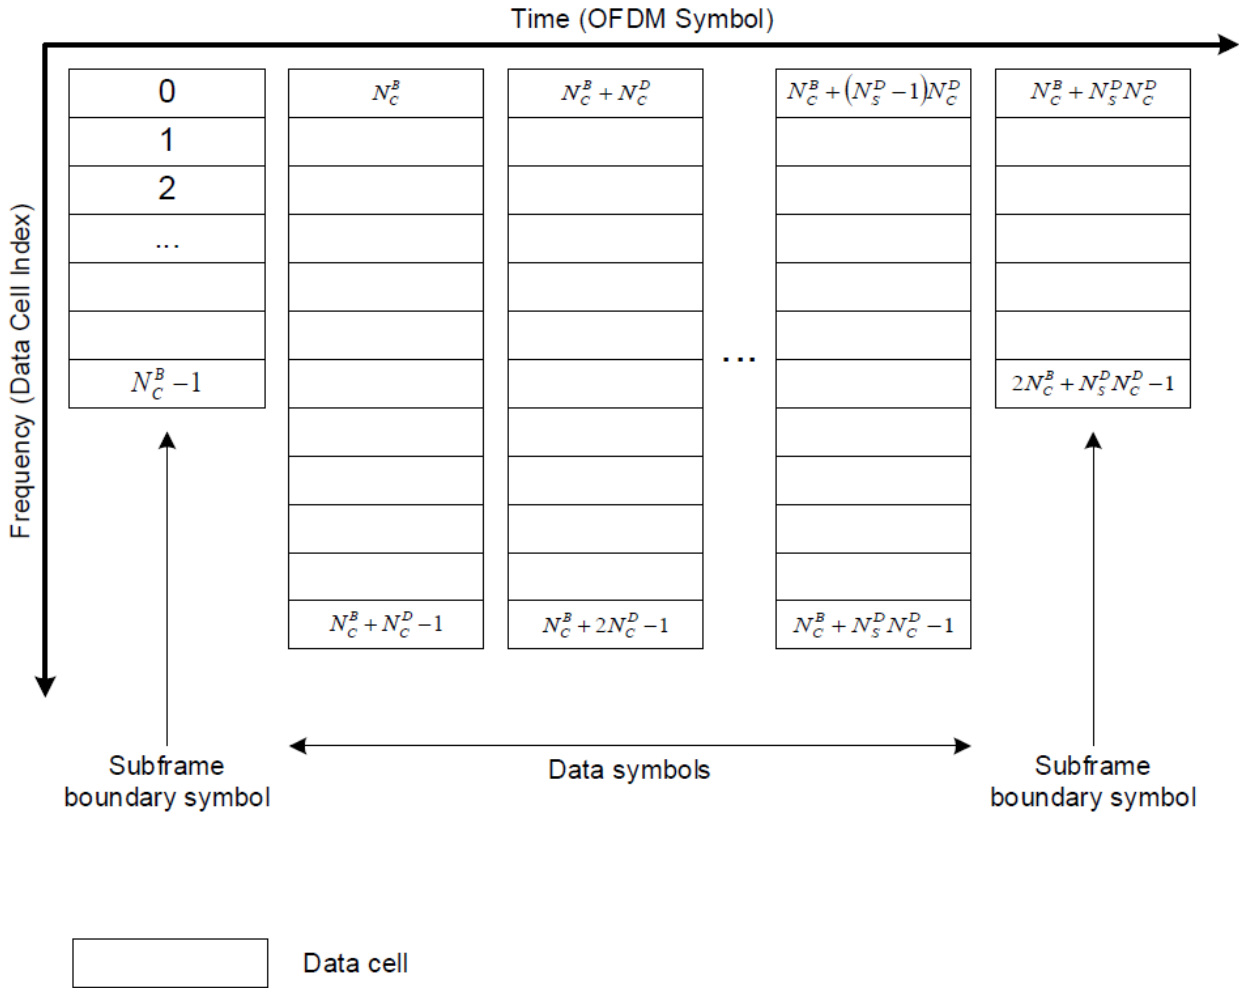 Time (OFDM Symbol)
Frequency (Data Cell Index)
0
1
2
...
N_C^B − 1
N_C^B
N_C^B + N_C^D − 1
N_C^B + N_C^D
N_C^B + 2N_C^D − 1
...
N_C^B + (N_S^D − 1)N_C^D
N_C^B + N_S^D N_C^D − 1
N_C^B + N_S^D N_C^D
2N_C^B + N_S^D N_C^D − 1
Subframe
boundary symbol
Data symbols
Subframe
boundary symbol
Data cell